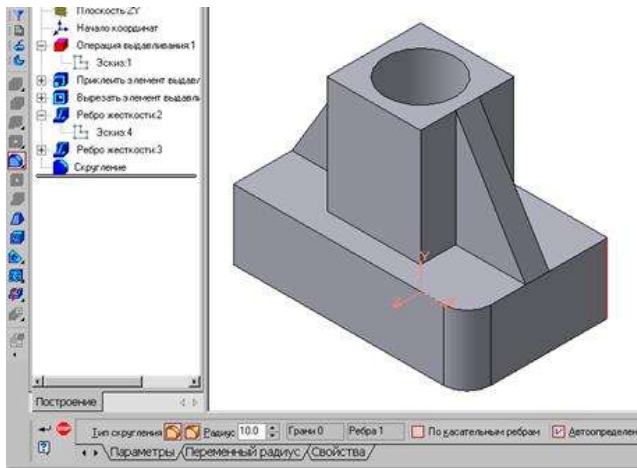 Плоскость ZY
Начало координат
Операция выдавливания:1
Эскиз:1
Приклеить элемент выдавл
Вырезать элемент выдавли
Ребро жесткости:2
Эскиз:4
Ребро жесткости:3
Скругление
Y
Построение
Тип скругления Радиус 10.0 Грани 0 Ребра 1 По касательным ребрам Автоопределен
Параметры Переменный радиус Свойства